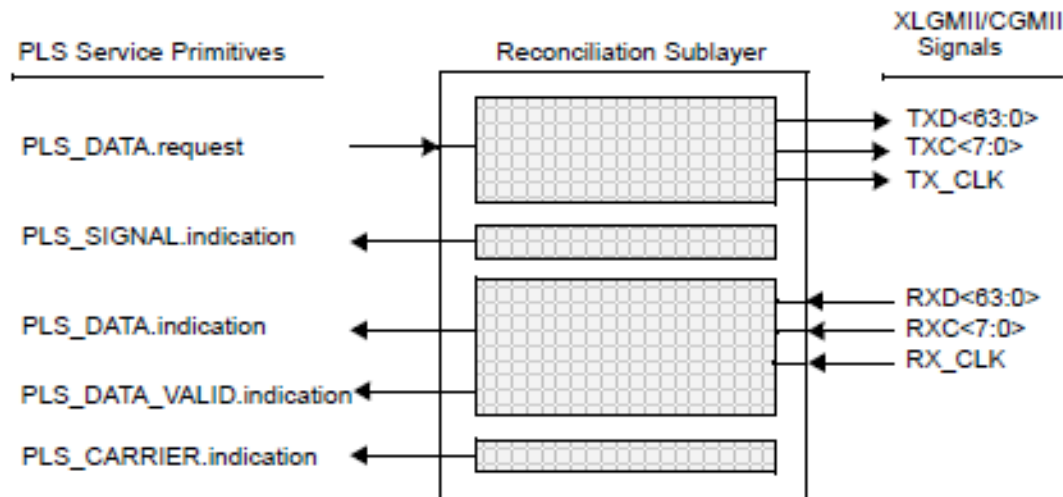 XLGMII/CGMII
Signals
PLS Service Primitives
Reconciliation Sublayer
PLS_DATA.request
TXD<63:0>
TXC<7:0>
TX_CLK
PLS_SIGNAL.indication
PLS_DATA.indication
RXD<63:0>
RXC<7:0>
RX_CLK
PLS_DATA_VALID.indication
PLS_CARRIER.indication